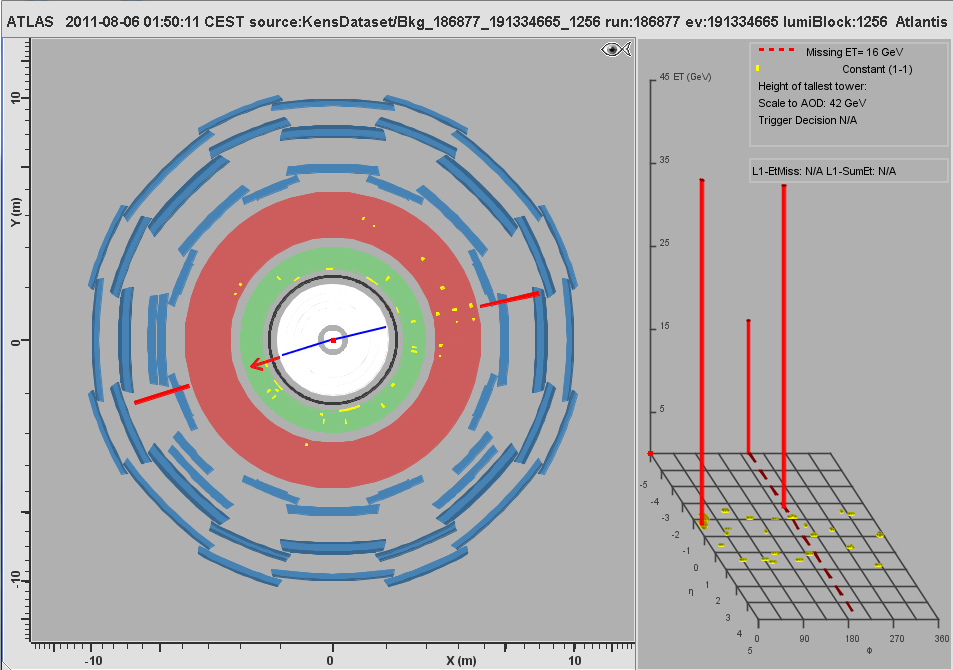 ATLAS 2011-08-06 01:50:11 CEST source:KensDataset/Bkg_186877_191334665_1256 run:186877 ev:191334665 lumiBlock:1256 Atlantis
Missing ET= 16 GeV
Constant (1-1)
Height of tallest tower:
Scale to AOD: 42 GeV
Trigger Decision N/A
L1-EtMiss: N/A L1-SumEt: N/A
10
Y (m)
0
-10
-10
0
X (m)
10
45 ET (GeV)
35
25
15
5
-5
-4
-3
-2
-1
0
η
1
2
3
4
5
0
90
180
270
360
Φ